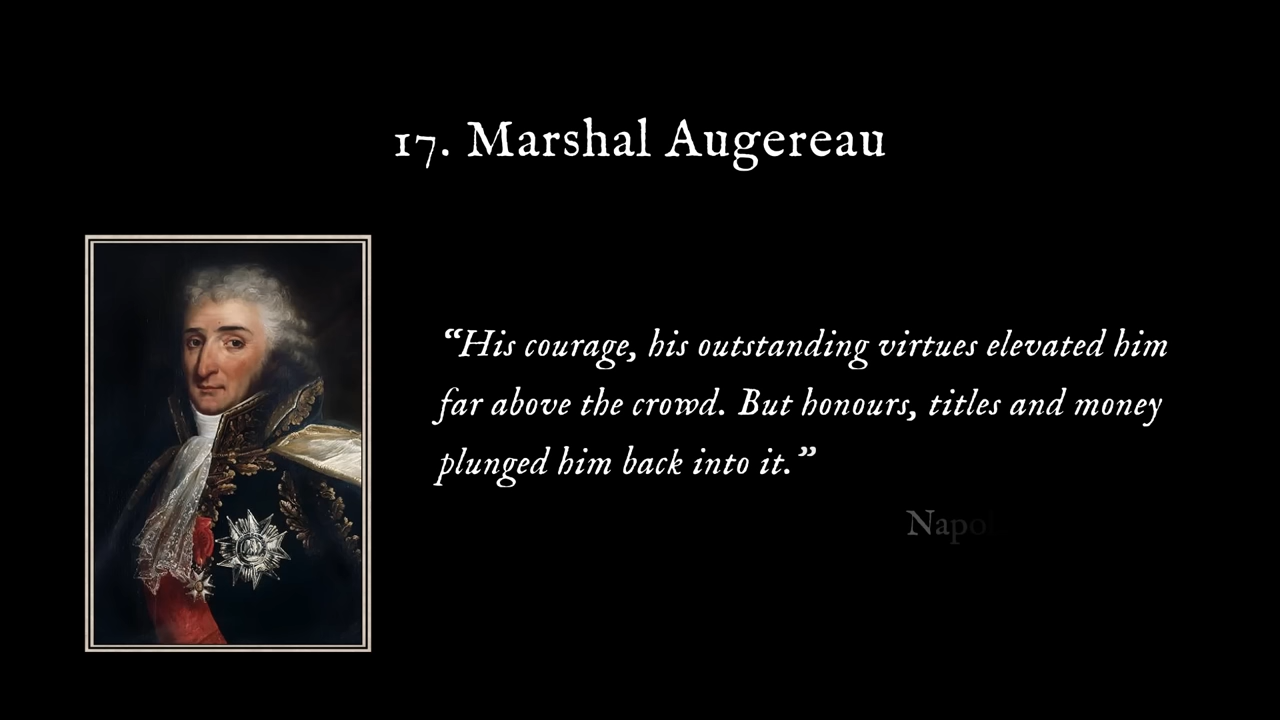 17. Marshal Augereau
“His courage, his outstanding virtues elevated him
far above the crowd. But honours, titles and money
plunged him back into it.”
Napo